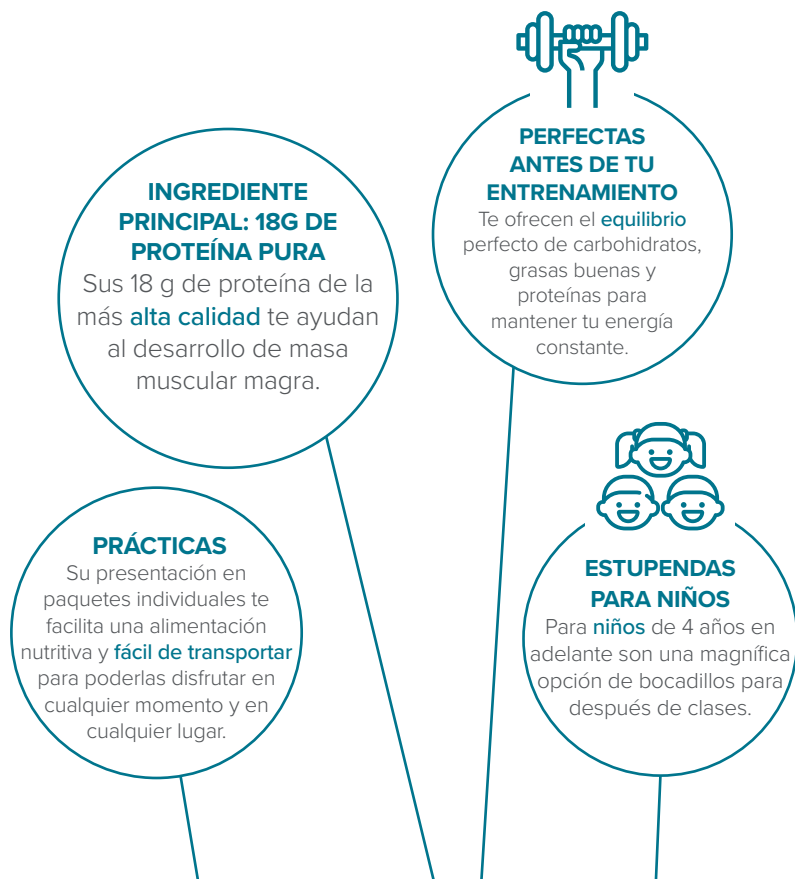 INGREDIENTE
PRINCIPAL: 18G DE
PROTEÍNA PURA
Sus 18 g de proteína de la
más alta calidad te ayudan
al desarrollo de masa
muscular magra.
PERFECTAS
ANTES DE TU
ENTRENAMIENTO
Te ofrecen el equilibrio
perfecto de carbohidratos,
grasas buenas y
proteínas para
mantener tu energía
constante.
PRÁCTICAS
Su presentación en
paquetes individuales te
facilita una alimentación
nutritiva y fácil de transportar
para poderlas disfrutar en
cualquier momento y en
cualquier lugar.
ESTUPENDAS
PARA NIÑOS
Para niños de 4 años en
adelante son una magnífica
opción de bocadillos para
después de clases.